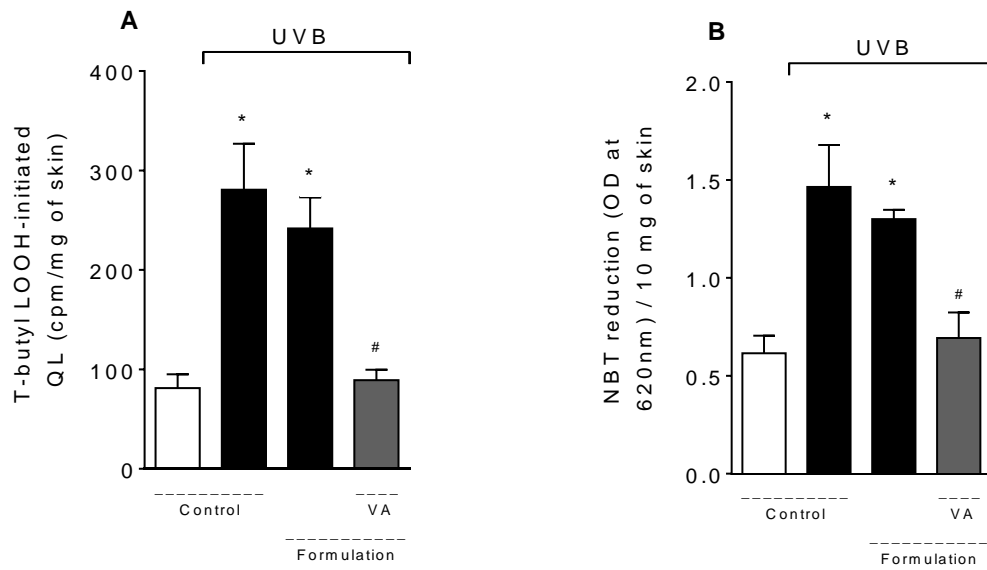 A
UVB
T-butyl LOOH-initiated
QL (cpm/mg of skin)
400
300
200
100
0
*
*
#
Control
VA
Formulation
B
UVB
NBT reduction (OD at
620nm) / 10 mg of skin
2.0
1.5
1.0
0.5
0.0
*
*
#
Control
VA
Formulation